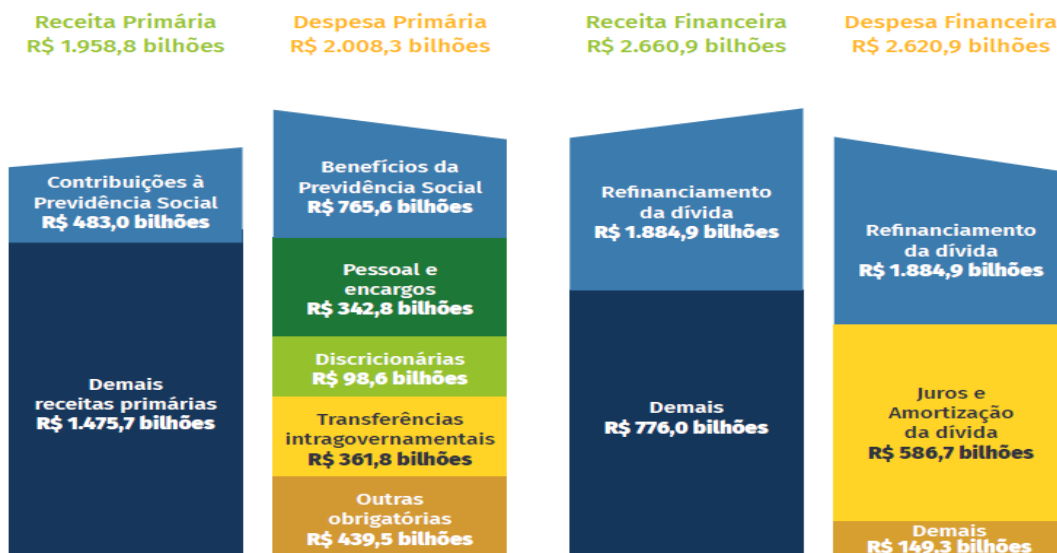 Receita Primária
R$ 1.958,8 bilhões
Despesa Primária
R$ 2.008,3 bilhões
Receita Financeira
R$ 2.660,9 bilhões
Despesa Financeira
R$ 2.620,9 bilhões
Contribuições à
Previdência Social
R$ 483,0 bilhões
Demais
receitas primárias
R$ 1.475,7 bilhões
Benefícios da
Previdência Social
R$ 765,6 bilhões
Pessoal e
encargos
R$ 342,8 bilhões
Discricionárias
R$ 98,6 bilhões
Transferências
intragovernamentais
R$ 361,8 bilhões
Outras
obrigatórias
R$ 439,5 bilhões
Refinanciamento
da dívida
R$ 1.884,9 bilhões
Demais
R$ 776,0 bilhões
Refinanciamento
da dívida
R$ 1.884,9 bilhões
Juros e
Amortização
da dívida
R$ 586,7 bilhões
Demais
R$ 149,3 bilhões